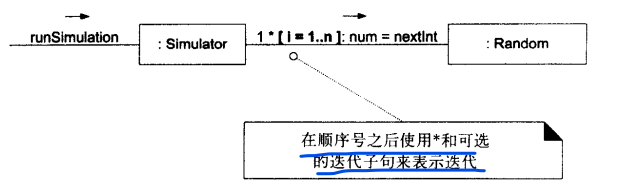 runSimulation
: Simulator
1 * [ i = 1..n ]: num = nextInt
: Random
在顺序号之后使用*和可选
的迭代子句来表示迭代